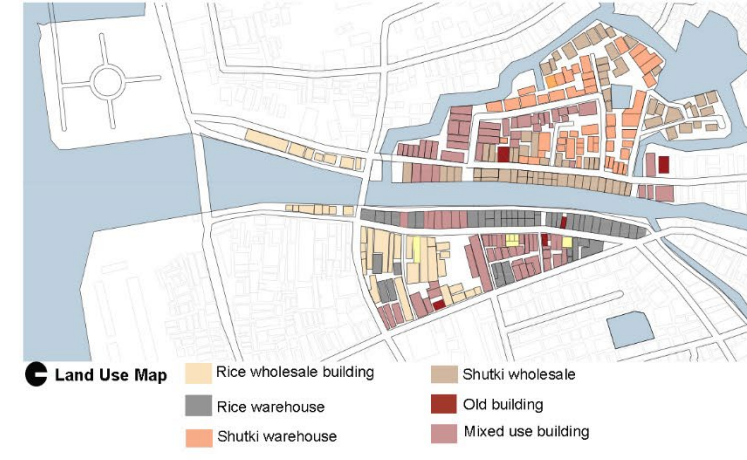 Land Use Map
Rice wholesale building
Rice warehouse
Shutki warehouse
Shutki wholesale
Old building
Mixed use building